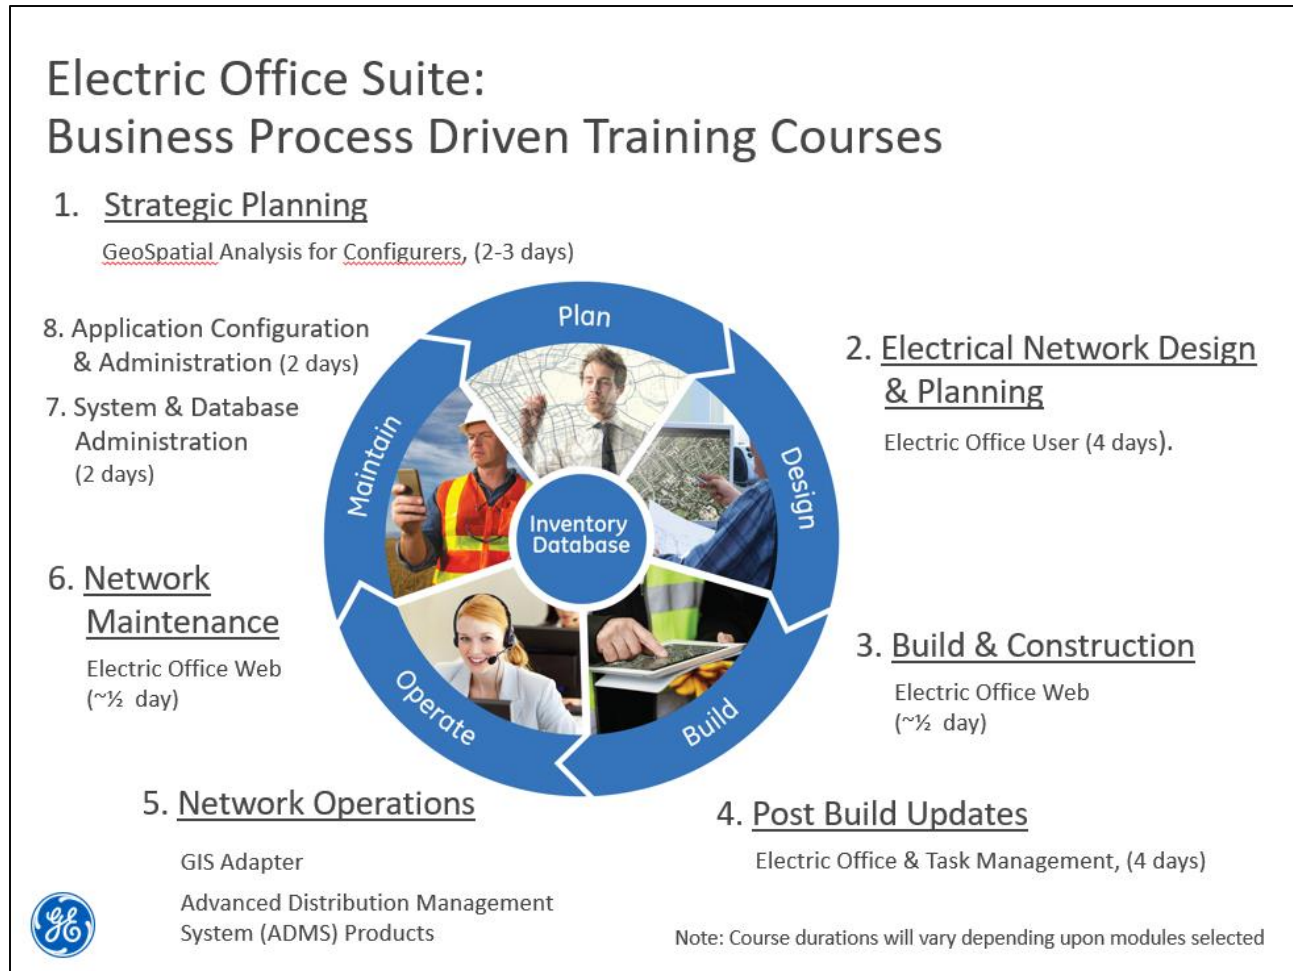 Electric Office Suite:
Business Process Driven Training Courses
1. Strategic Planning
GeoSpatial Analysis for Configurers, (2-3 days)
8. Application Configuration
& Administration (2 days)
7. System & Database
Administration
(2 days)
Plan
Design
Build
Operate
Maintain
Inventory
Database
2. Electrical Network Design
& Planning
Electric Office User (4 days).
3. Build & Construction
Electric Office Web
(~½ day)
6. Network
Maintenance
Electric Office Web
(~½ day)
5. Network Operations
GIS Adapter
Advanced Distribution Management
System (ADMS) Products
4. Post Build Updates
Electric Office & Task Management, (4 days)
GE
Note: Course durations will vary depending upon modules selected